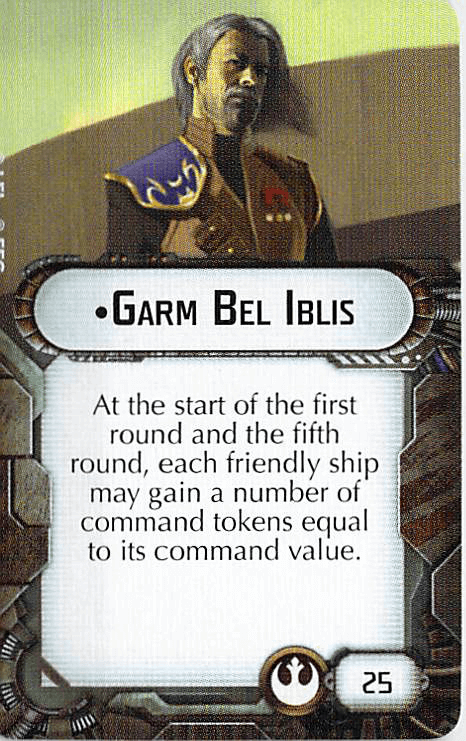 •Garm Bel Iblis
At the start of the first
round and the fifth
round, each friendly ship
may gain a number of
command tokens equal
to its command value.
25